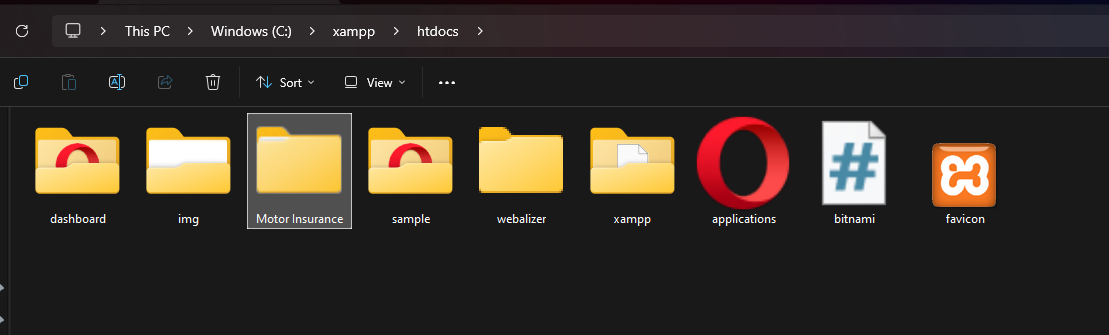 This PC > Windows (C:) > xampp > htdocs >
Sort View
dashboard img Motor Insurance sample webalizer xampp applications bitnami favicon